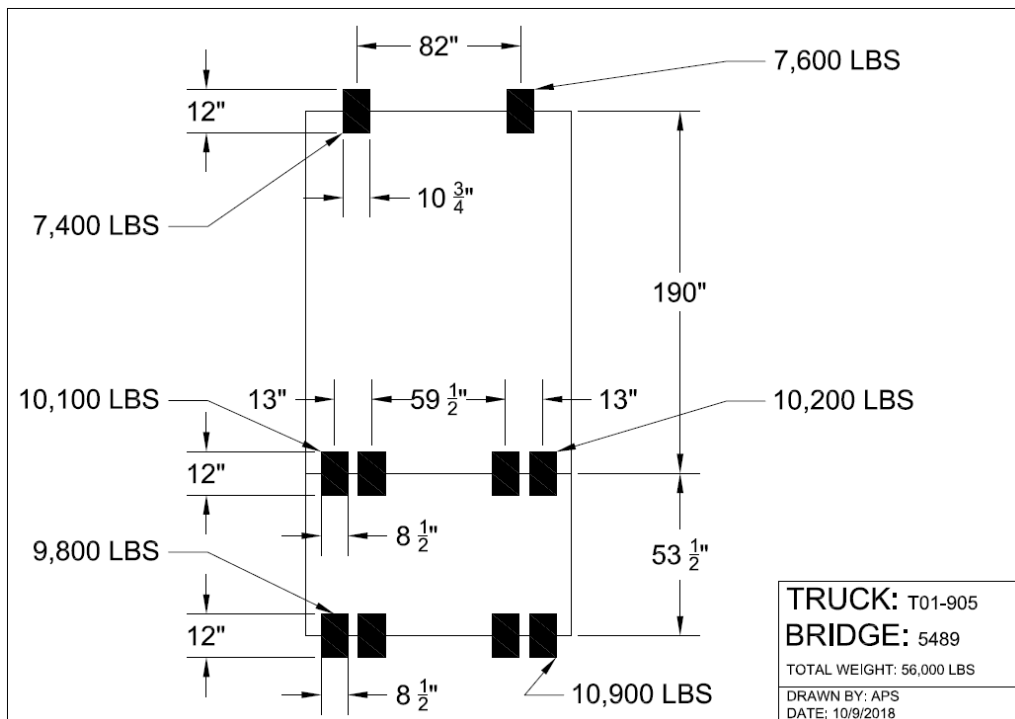 82"
7,600 LBS
12"
10 3/4"
7,400 LBS
190"
13"
59 1/2"
13"
10,100 LBS
10,200 LBS
12"
8 1/2"
9,800 LBS
53 1/2"
12"
8 1/2"
10,900 LBS
TRUCK: T01-905
BRIDGE: 5489
TOTAL WEIGHT: 56,000 LBS
DRAWN BY: APS
DATE: 10/9/2018